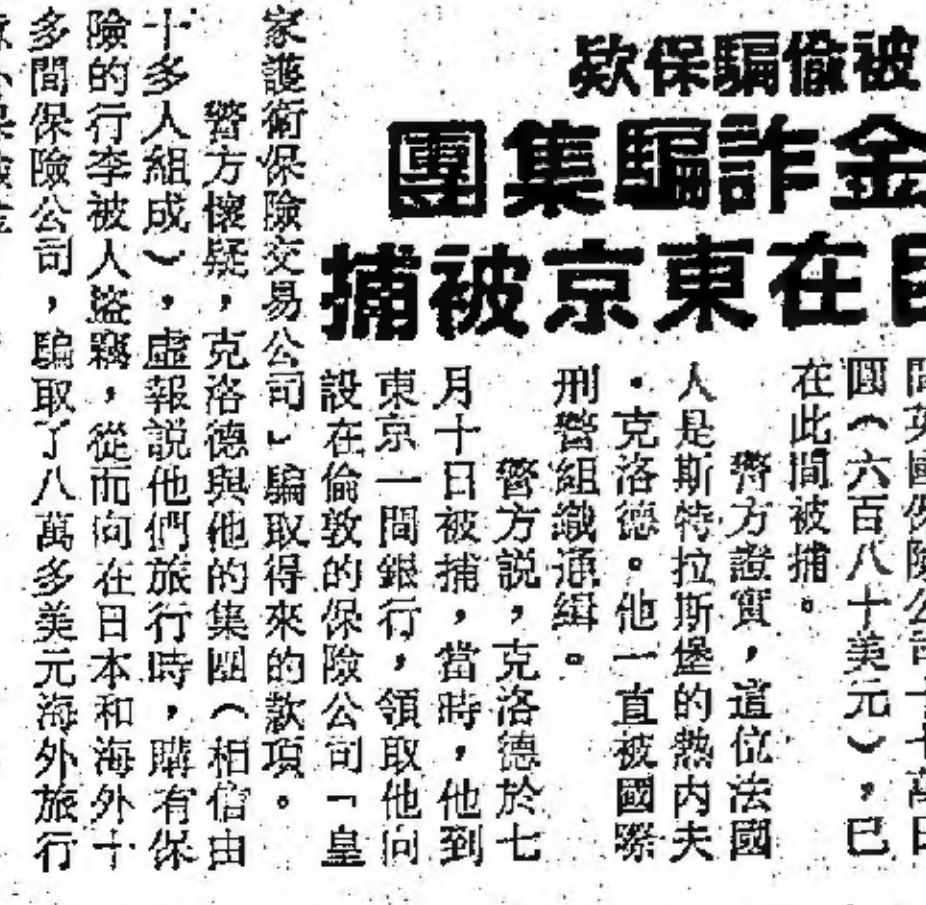 被偷騙保欵
金詐騙集團
在東京被捕
間英國保險公司十七萬日
圓（六百八十美元），已
在此間被捕。
警方證實，這位法國
人是斯特拉斯堡的熱內夫
・克洛德。他一直被國際
刑警組織通緝。
警方説，克洛德於七
月十日被捕，當時，他到
東京一間銀行，領取他向
設在倫敦的保險公司「皇
家護衞保險交易公司」騙取得來的款項。
警方懷疑，克洛德與他的集團（相信由
十多人組成），虛報説他們旅行時，購有保
險的行李被人盜竊，從而向在日本和海外十
多間保險公司，騙取了八萬多美元海外旅行